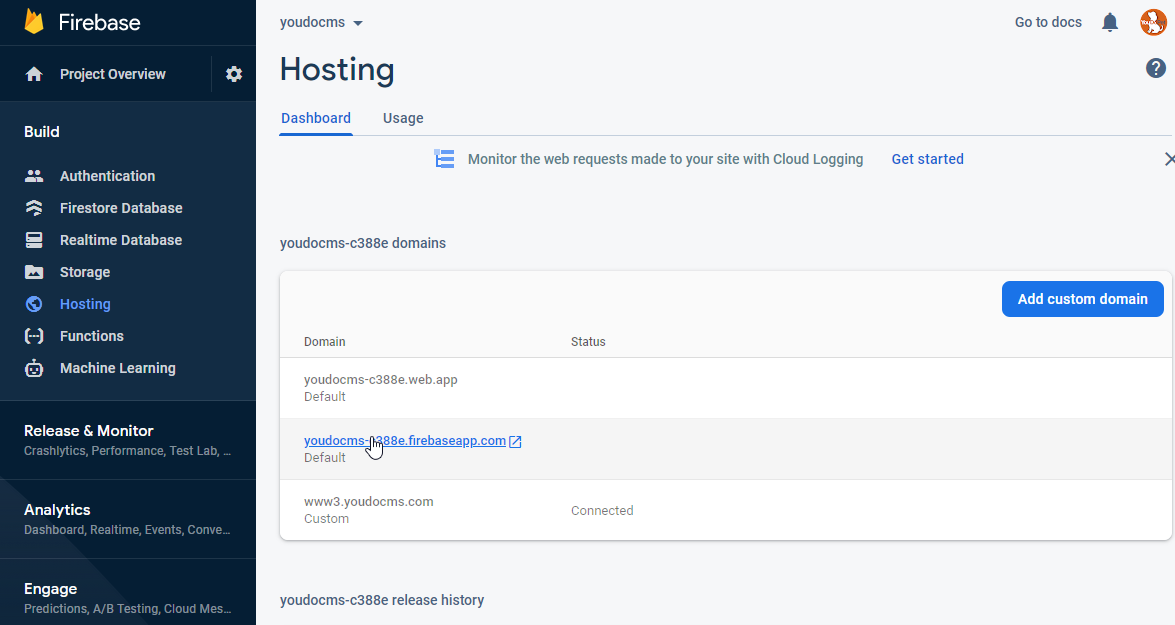 Firebase
Project Overview
Build
Authentication
Firestore Database
Realtime Database
Storage
Hosting
Functions
Machine Learning
Release & Monitor
Crashlytics, Performance, Test Lab, ...
Analytics
Dashboard, Realtime, Events, Conve...
Engage
Predictions, A/B Testing, Cloud Mes...
youdocms
Go to docs
Hosting
Dashboard Usage
Monitor the web requests made to your site with Cloud Logging Get started
youdocms-c388e domains
Add custom domain
Domain Status
youdocms-c388e.web.app
Default
youdocms-c388e.firebaseapp.com
Default
www3.youdocms.com
Custom
Connected
youdocms-c388e release history